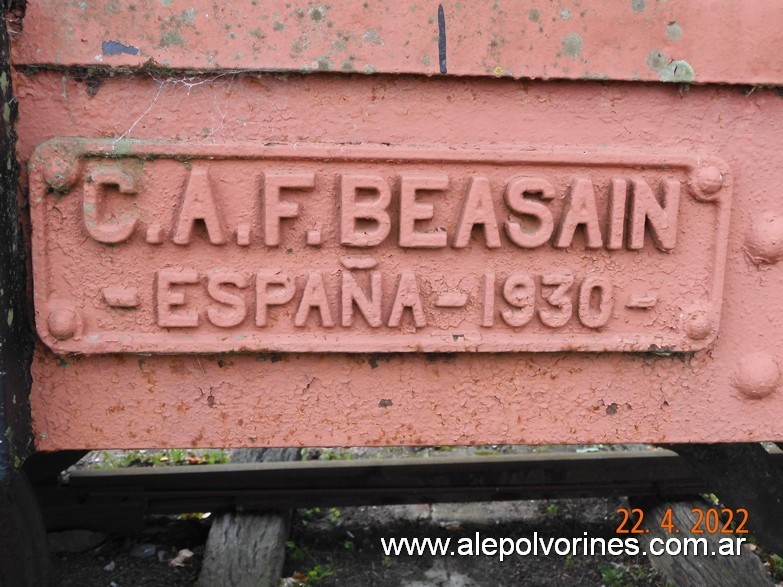 C.A.F. BEASAIN
- ESPAÑA - 1930 -
22. 4. 2022
www.alepolvorines.com.ar